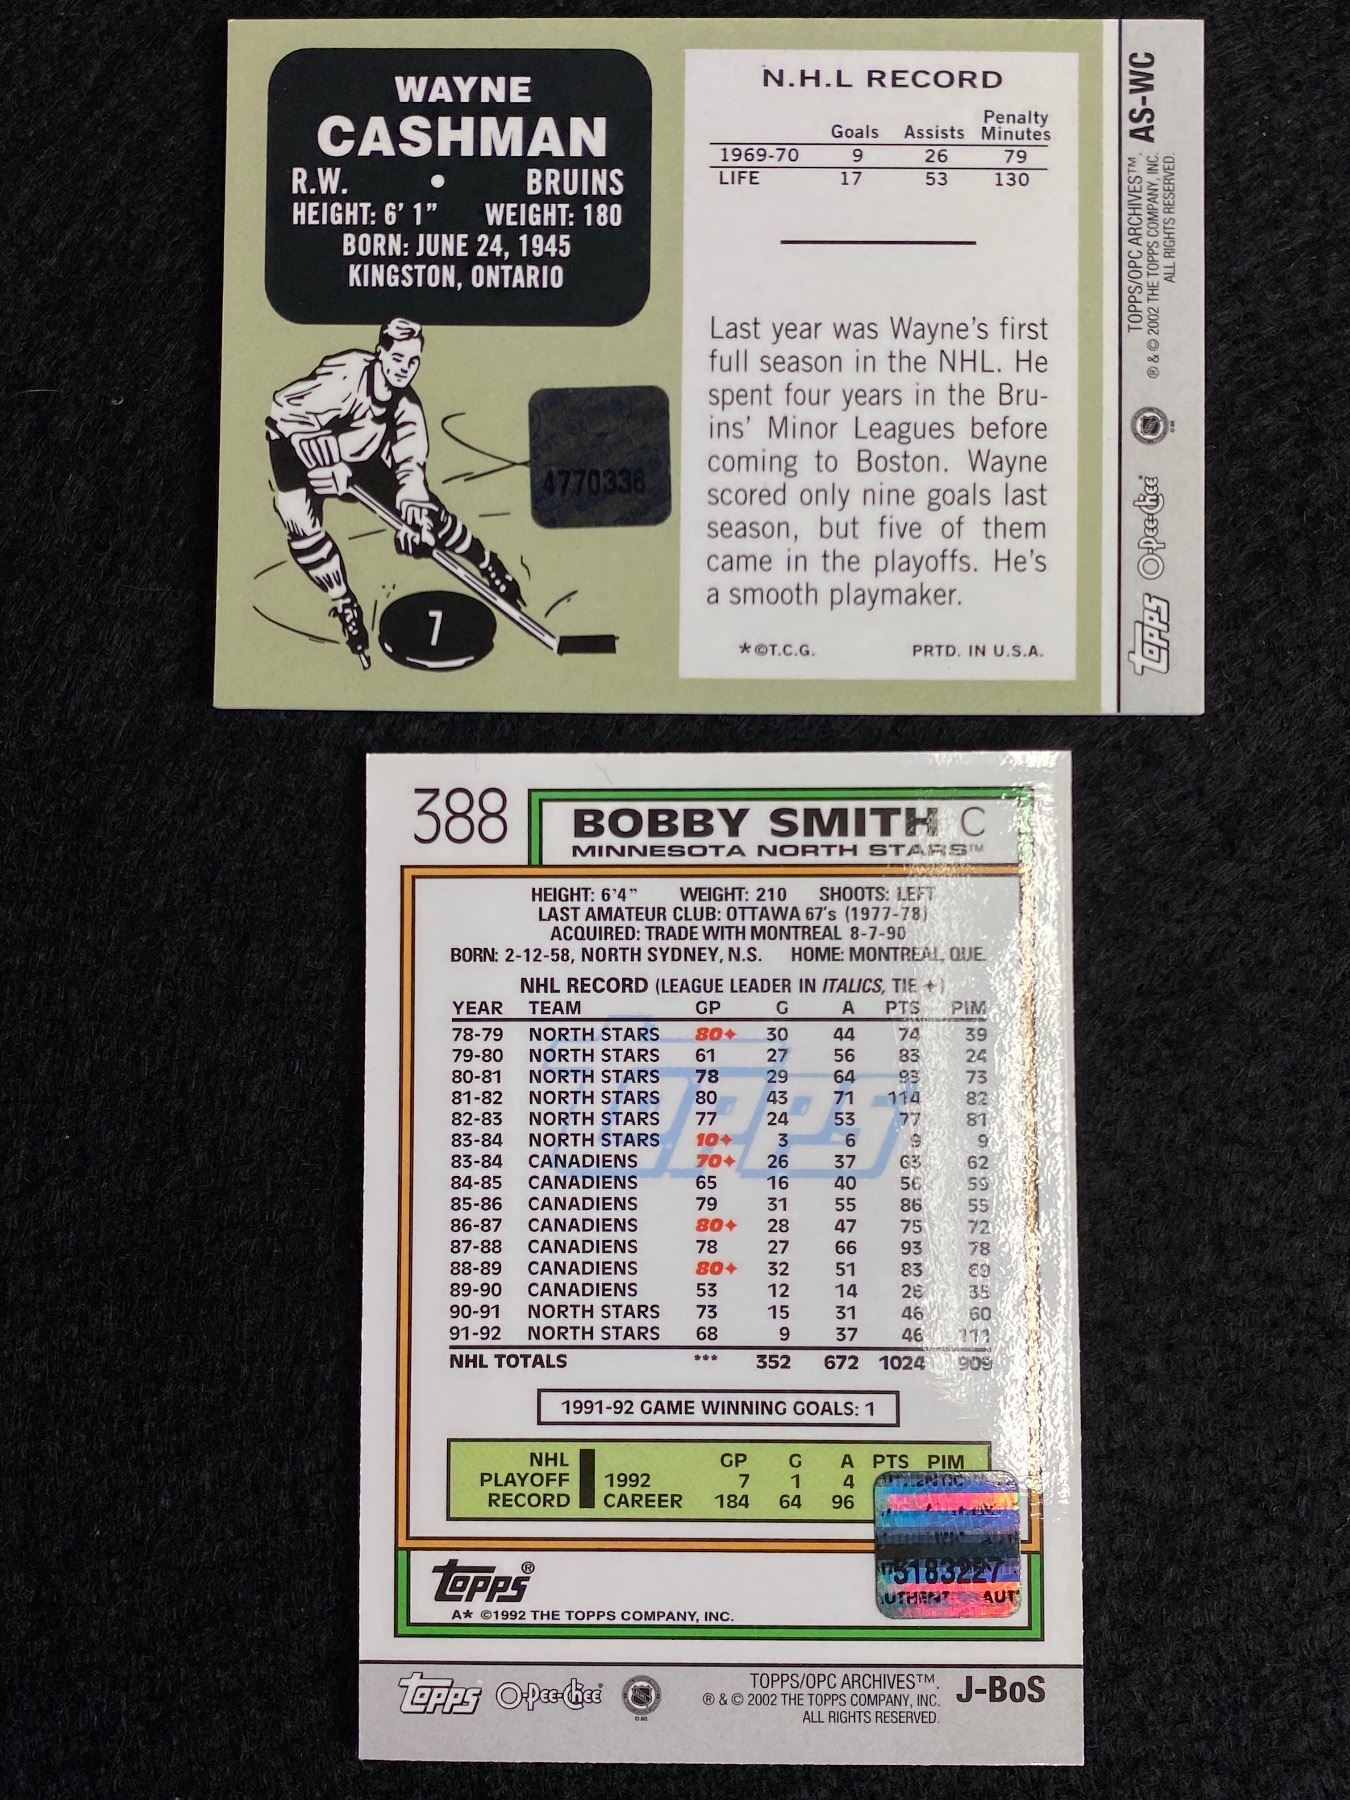 WAYNE
CASHMAN
R.W. • BRUINS
HEIGHT: 6' 1" WEIGHT: 180
BORN: JUNE 24, 1945
KINGSTON, ONTARIO
4770336
7
N.H.L RECORD
Goals Assists Penalty Minutes
1969-70 9 26 79
LIFE 17 53 130
Last year was Wayne's first
full season in the NHL. He
spent four years in the Bru-
ins' Minor Leagues before
coming to Boston. Wayne
scored only nine goals last
season, but five of them
came in the playoffs. He's
a smooth playmaker.
*©T.C.G. PRTD. IN U.S.A.
Topps O-Pee-Chee
TOPPS/OPC ARCHIVES™.
® & © 2002 THE TOPPS COMPANY, INC.
ALL RIGHTS RESERVED.
AS-WC
388
BOBBY SMITH C
MINNESOTA NORTH STARS™
HEIGHT: 6'4" WEIGHT: 210 SHOOTS: LEFT
LAST AMATEUR CLUB: OTTAWA 67's (1977-78)
ACQUIRED: TRADE WITH MONTREAL 8-7-90
BORN: 2-12-58, NORTH SYDNEY, N.S. HOME: MONTREAL, QUE.
NHL RECORD (LEAGUE LEADER IN ITALICS, TIE ✦)
YEAR TEAM GP G A PTS PIM
78-79 NORTH STARS 80✦ 30 44 74 39
79-80 NORTH STARS 61 27 56 83 24
80-81 NORTH STARS 78 29 64 93 73
81-82 NORTH STARS 80 43 71 114 82
82-83 NORTH STARS 77 24 53 77 81
83-84 NORTH STARS 10✦ 3 6 9 9
83-84 CANADIENS 70✦ 26 37 63 62
84-85 CANADIENS 65 16 40 56 59
85-86 CANADIENS 79 31 55 86 55
86-87 CANADIENS 80✦ 28 47 75 72
87-88 CANADIENS 78 27 66 93 78
88-89 CANADIENS 80✦ 32 51 83 69
89-90 CANADIENS 53 12 14 26 35
90-91 NORTH STARS 73 15 31 46 60
91-92 NORTH STARS 68 9 37 46 111
NHL TOTALS *** 352 672 1024 909
Topps
1991-92 GAME WINNING GOALS: 1
NHL PLAYOFF RECORD
GP G A PTS PIM
1992 7 1 4
CAREER 184 64 96
5183227
Topps®
A* ©1992 THE TOPPS COMPANY, INC.
Topps O-Pee-Chee
TOPPS/OPC ARCHIVES™.
® & © 2002 THE TOPPS COMPANY, INC.
ALL RIGHTS RESERVED.
J-BoS